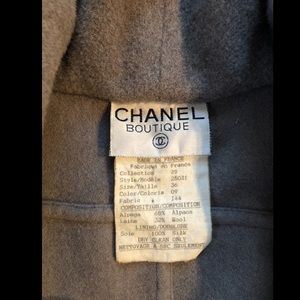 CHANEL
BOUTIQUE
MADE IN FRANCE
Fabriqué en France
Collection 29
Style/Modèle 25031
Size/Taille 36
Color/Coloris 09
Fabric 144
COMPOSITION/COMPOSITION
Alpaga 68% Alpaca
Laine 32% Wool
LINING/DOUBLURE
Soie 100% Silk
DRY CLEAN ONLY
NETTOYAGE A SEC SEULEMENT